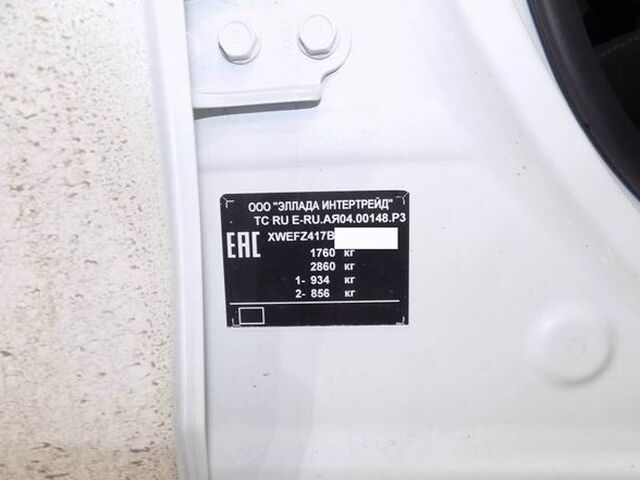 ООО "ЭЛЛАДА ИНТЕРТРЕЙД"
ТС RU E-RU.АЯ04.00148.Р3
EAC XWEFZ417B
1760 кг
2860 кг
1- 934 кг
2- 856 кг